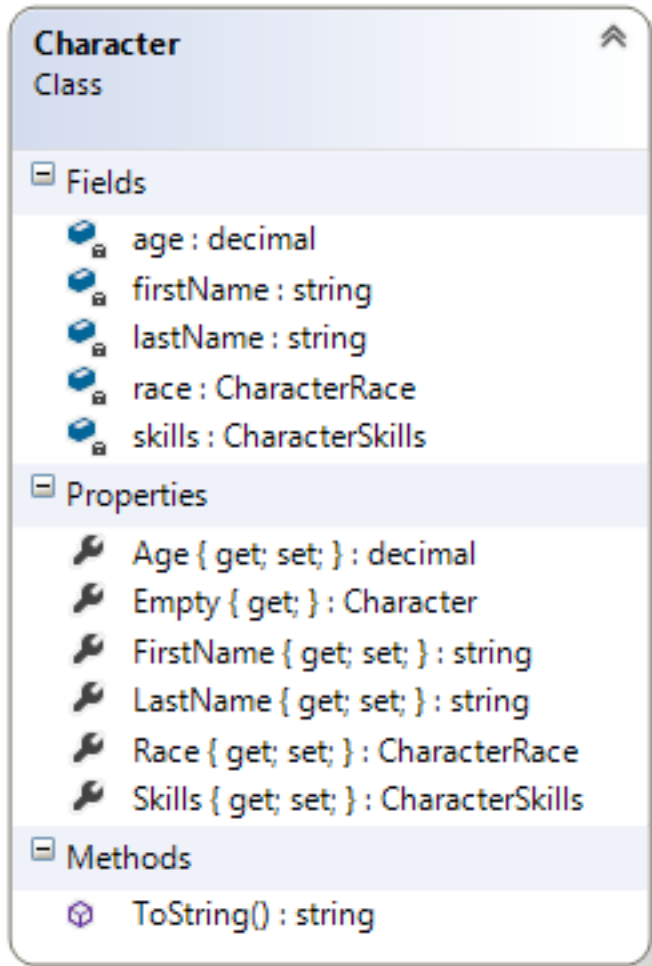 Character
Class
Fields
age : decimal
firstName : string
lastName : string
race : CharacterRace
skills : CharacterSkills
Properties
Age { get; set; } : decimal
Empty { get; } : Character
FirstName { get; set; } : string
LastName { get; set; } : string
Race { get; set; } : CharacterRace
Skills { get; set; } : CharacterSkills
Methods
ToString() : string